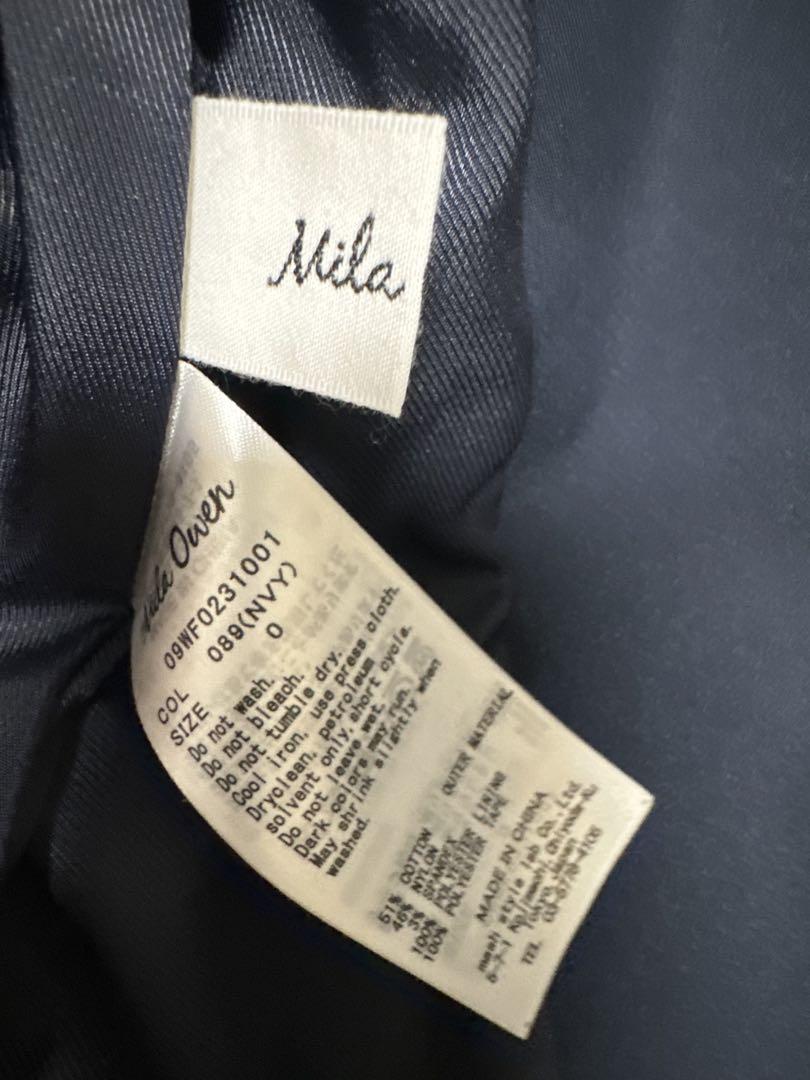 Mila
Mila Owen
09WF0231001
COL 089(NVY)
SIZE 0
Do not wash.
Do not bleach.
Do not tumble dry.
Cool iron, use press cloth.
Dryclean, petroleum
solvent only, short cycle.
Do not leave wet.
Dark colors may run.
May shrink slightly when
washed.
OUTER MATERIAL
51% COTTON
46% NYLON
3% SPANDEX
LINING
100% POLYESTER
TAPE
100% POLYESTER
MADE IN CHINA
mash style lab Co., Ltd.
TEL